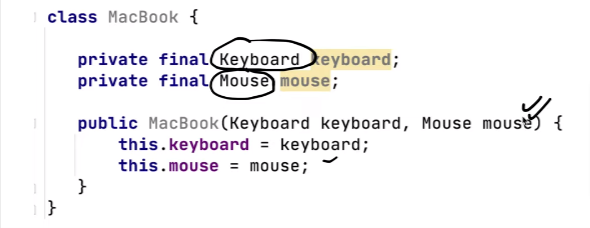 class MacBook {
private final Keyboard keyboard;
private final Mouse mouse;
public MacBook(Keyboard keyboard, Mouse mouse) {
this.keyboard = keyboard;
this.mouse = mouse;
}
}